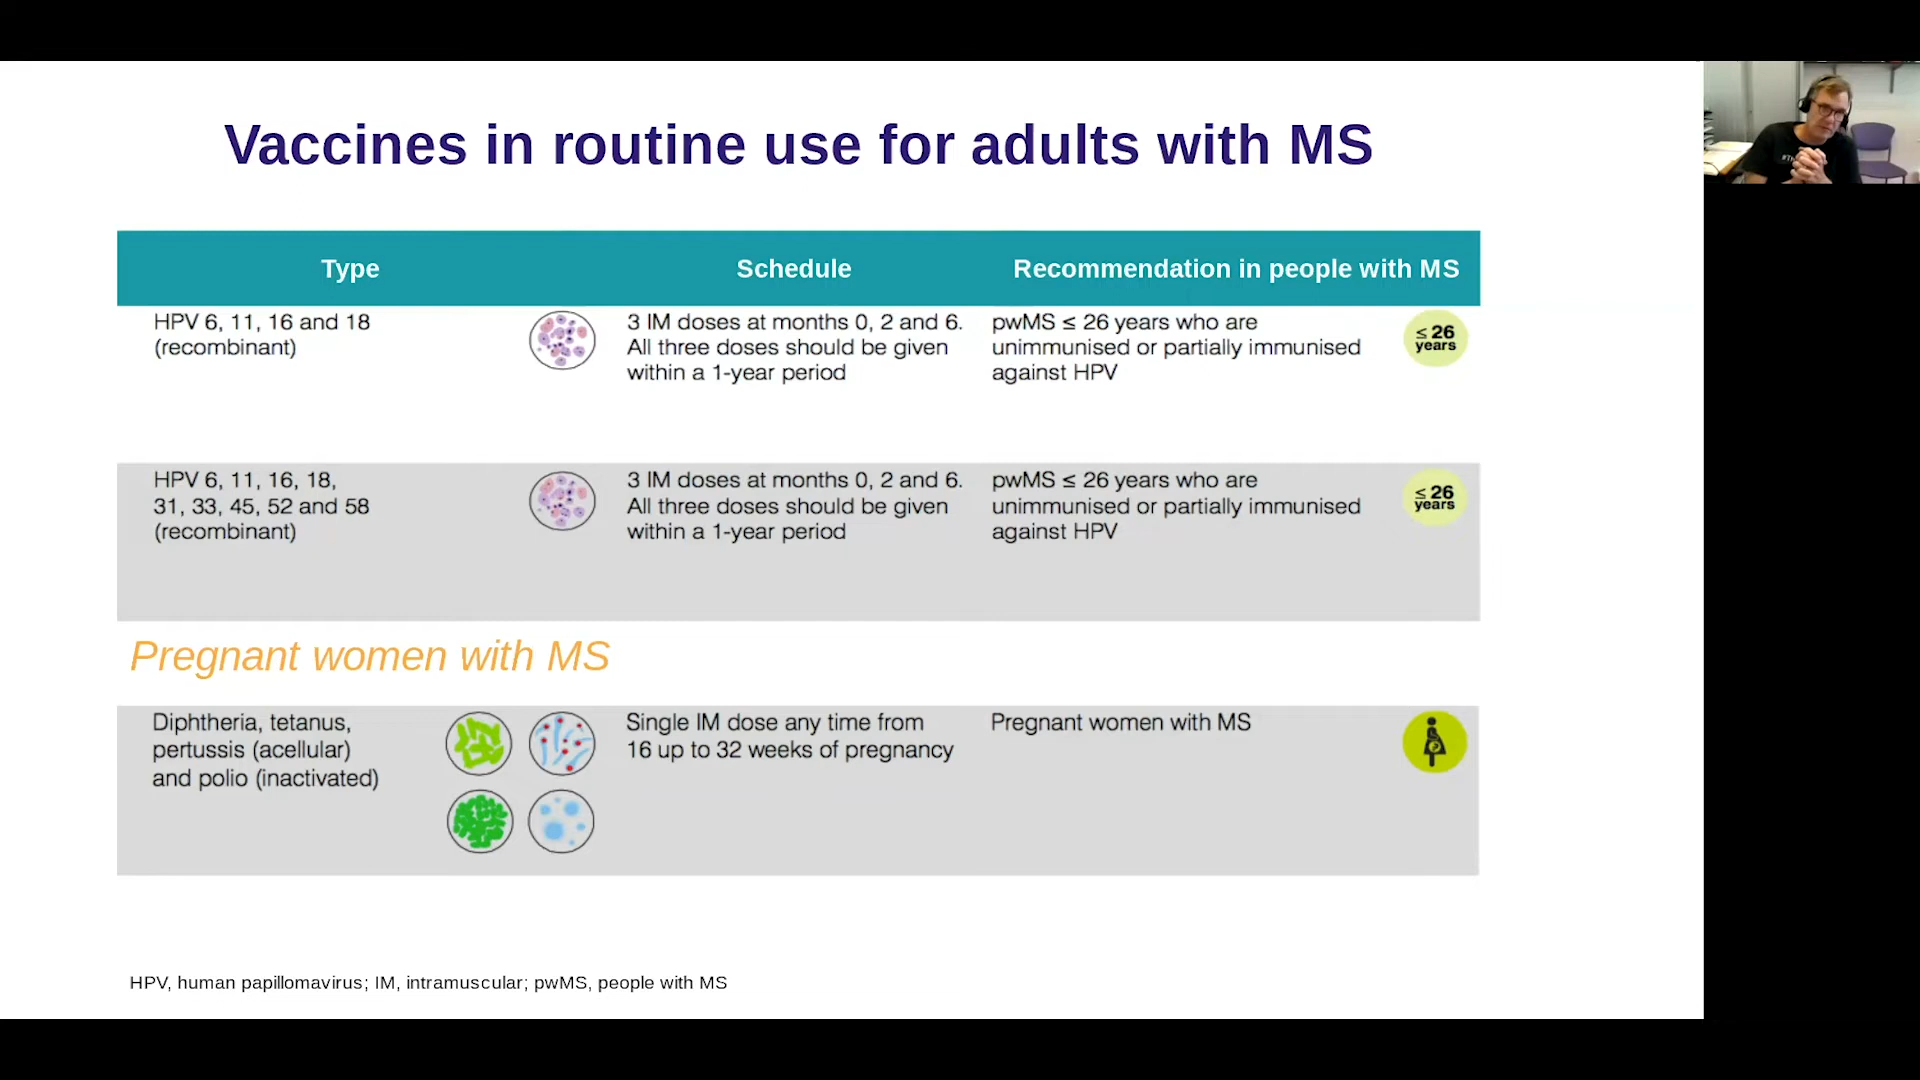 Vaccines in routine use for adults with MS
Type
Schedule
Recommendation in people with MS
HPV 6, 11, 16 and 18
(recombinant)
3 IM doses at months 0, 2 and 6.
All three doses should be given
within a 1-year period
pwMS ≤ 26 years who are
unimmunised or partially immunised
against HPV
≤ 26
years
HPV 6, 11, 16, 18,
31, 33, 45, 52 and 58
(recombinant)
3 IM doses at months 0, 2 and 6.
All three doses should be given
within a 1-year period
pwMS ≤ 26 years who are
unimmunised or partially immunised
against HPV
≤ 26
years
Pregnant women with MS
Diphtheria, tetanus,
pertussis (acellular)
and polio (inactivated)
Single IM dose any time from
16 up to 32 weeks of pregnancy
Pregnant women with MS
HPV, human papillomavirus; IM, intramuscular; pwMS, people with MS